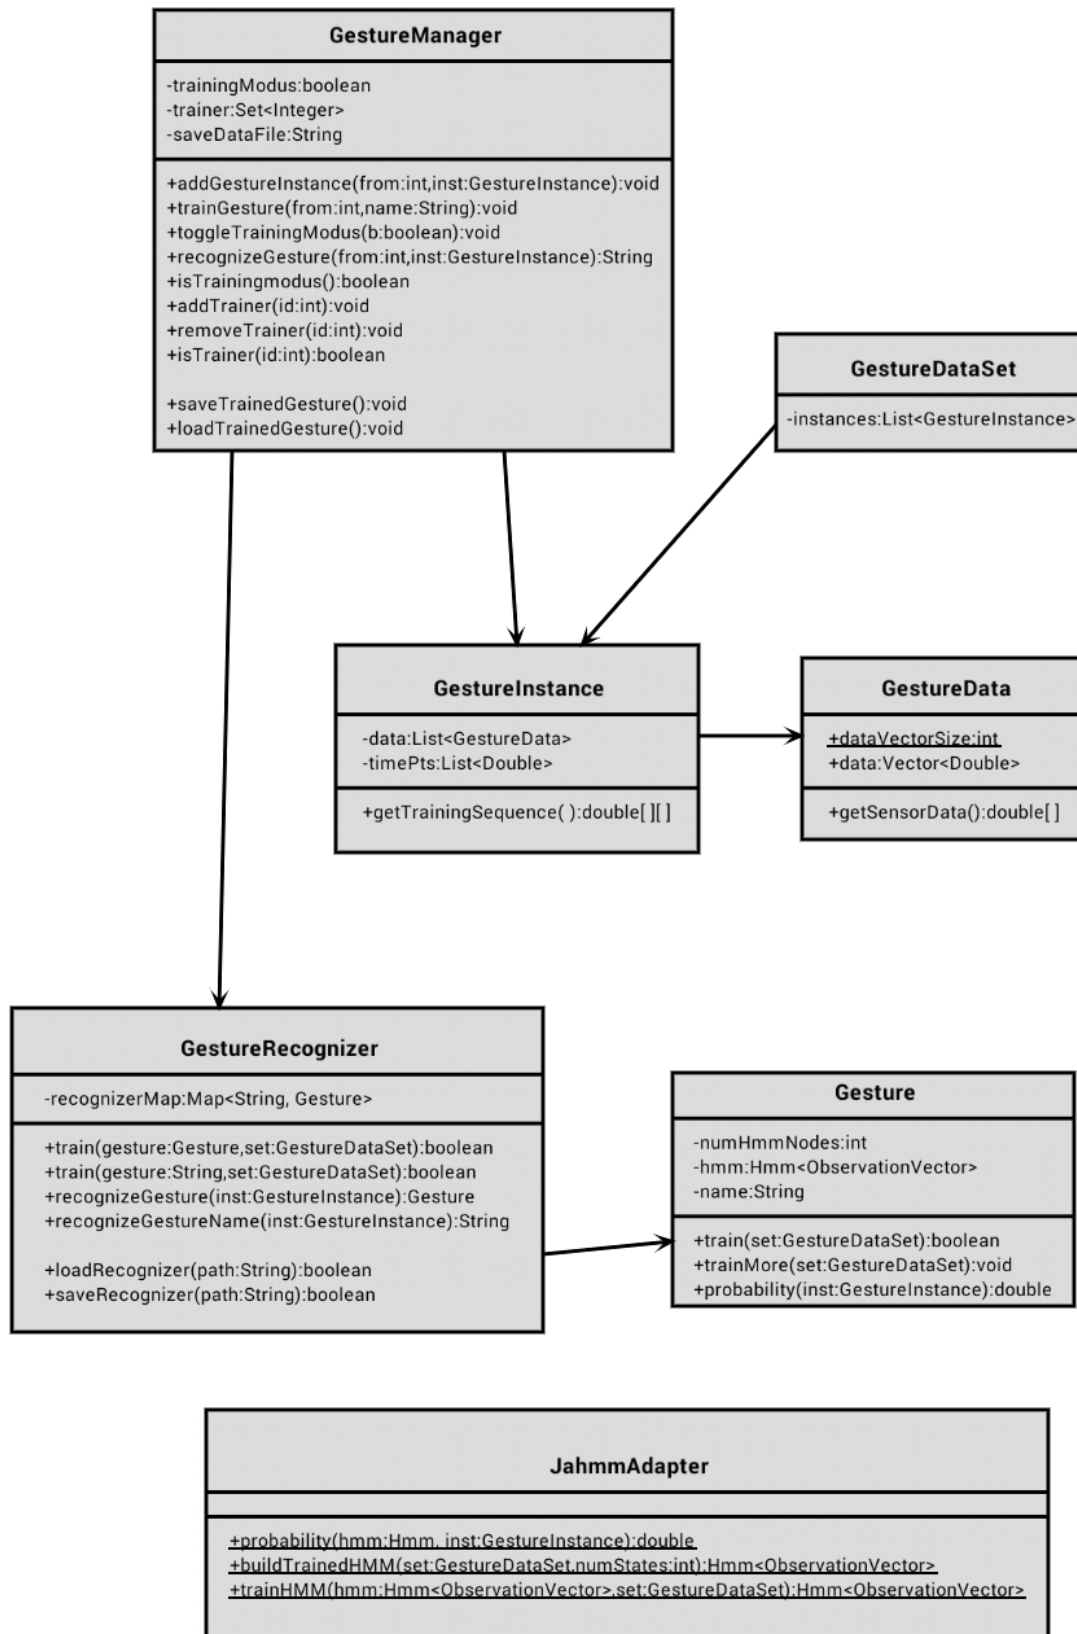 GestureManager
-trainingModus:boolean
-trainer:Set<Integer>
-saveDataFile:String
+addGestureInstance(from:int,inst:GestureInstance):void
+trainGesture(from:int,name:String):void
+toggleTrainingModus(b:boolean):void
+recognizeGesture(from:int,inst:GestureInstance):String
+isTrainingmodus():boolean
+addTrainer(id:int):void
+removeTrainer(id:int):void
+isTrainer(id:int):boolean
+saveTrainedGesture():void
+loadTrainedGesture():void
GestureDataSet
-instances:List<GestureInstance>
GestureInstance
-data:List<GestureData>
-timePts:List<Double>
+getTrainingSequence( ):double[ ][ ]
GestureData
+dataVectorSize:int
+data:Vector<Double>
+getSensorData():double[ ]
GestureRecognizer
-recognizerMap:Map<String, Gesture>
+train(gesture:Gesture,set:GestureDataSet):boolean
+train(gesture:String,set:GestureDataSet):boolean
+recognizeGesture(inst:GestureInstance):Gesture
+recognizeGestureName(inst:GestureInstance):String
+loadRecognizer(path:String):boolean
+saveRecognizer(path:String):boolean
Gesture
-numHmmNodes:int
-hmm:Hmm<ObservationVector>
-name:String
+train(set:GestureDataSet):boolean
+trainMore(set:GestureDataSet):void
+probability(inst:GestureInstance):double
JahmmAdapter
+probability(hmm:Hmm, inst:GestureInstance):double
+buildTrainedHMM(set:GestureDataSet,numStates:int):Hmm<ObservationVector>
+trainHMM(hmm:Hmm<ObservationVector>,set:GestureDataSet):Hmm<ObservationVector>